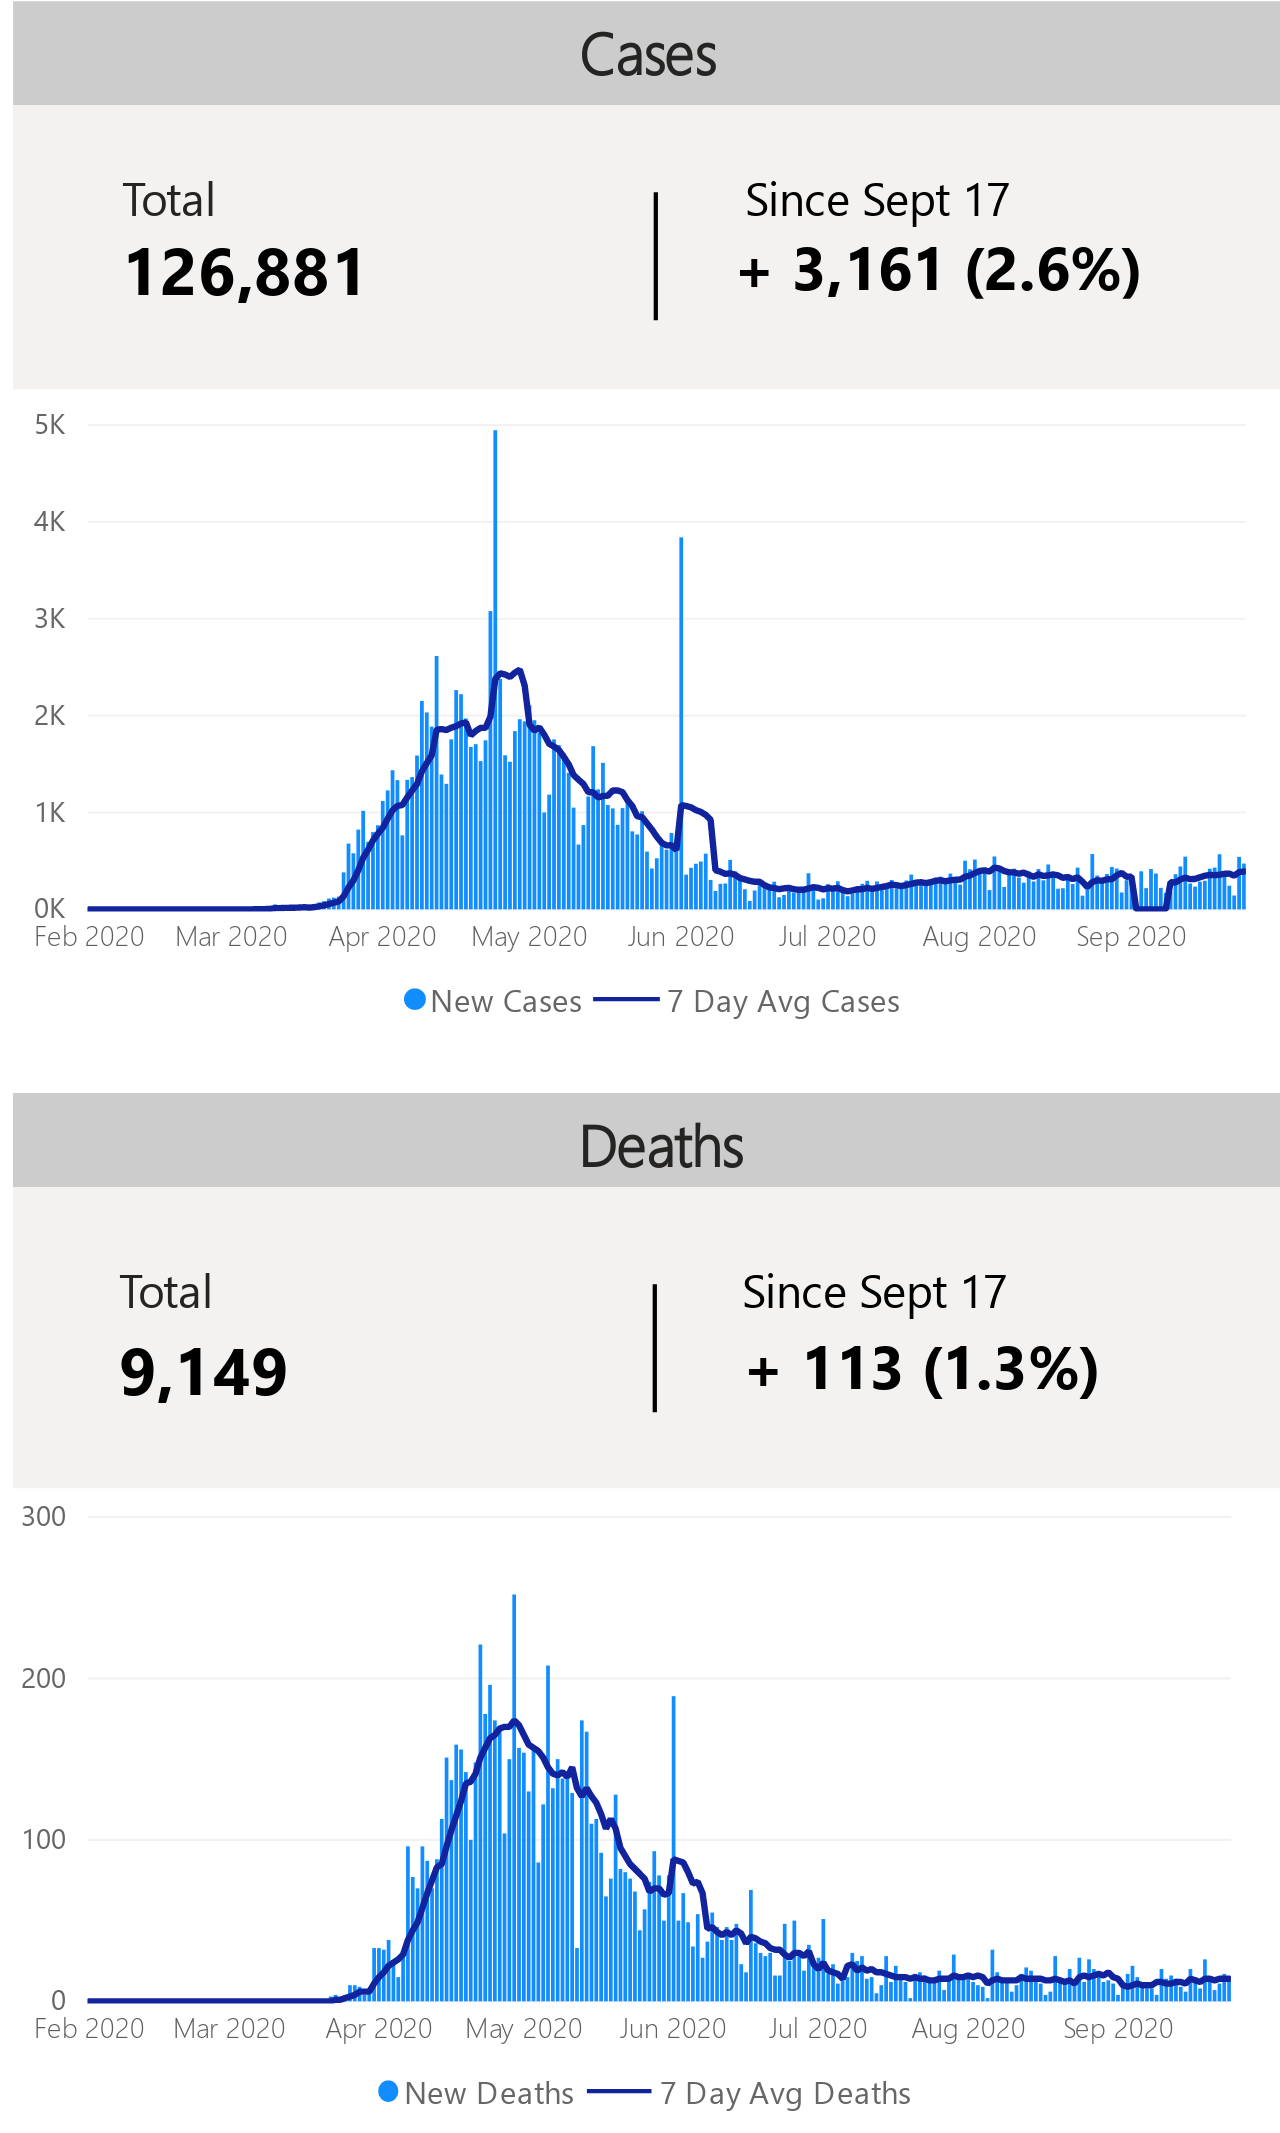 Cases
Total
Since Sept 17
126,881
+ 3,161 (2.6%)
5K
4K
3K
2K
1K
0K
Feb 2020 Mar 2020 Apr 2020 May 2020 Jun 2020 Jul 2020 Aug 2020 Sep 2020
New Cases 7 Day Avg Cases
Deaths
Total
Since Sept 17
9,149
+ 113 (1.3%)
300
200
100
0
Feb 2020 Mar 2020 Apr 2020 May 2020 Jun 2020 Jul 2020 Aug 2020 Sep 2020
New Deaths 7 Day Avg Deaths